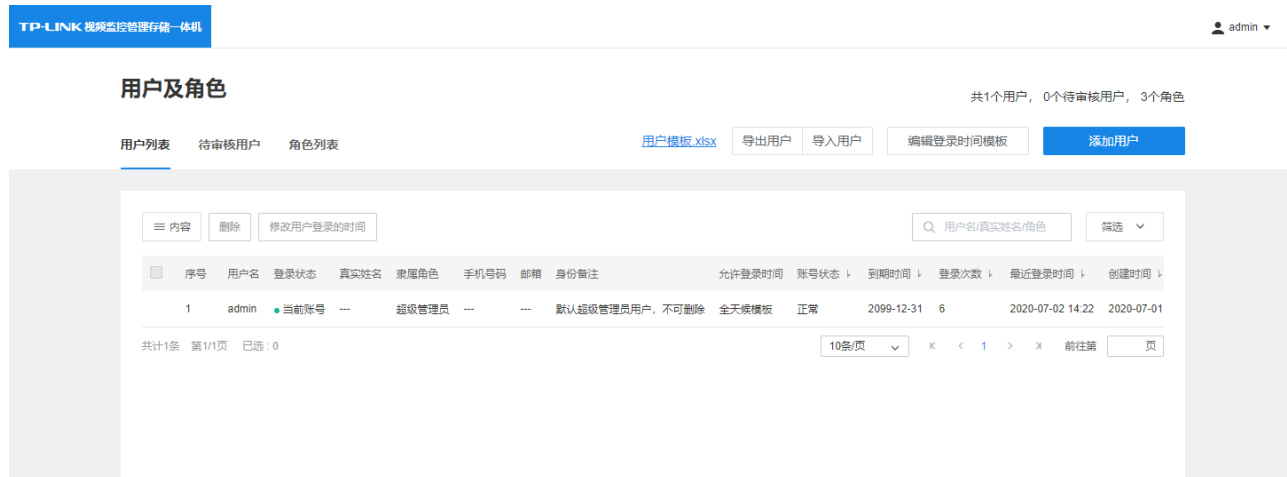 TP-LINK 视频监控管理存储一体机 admin
用户及角色
共1个用户， 0个待审核用户， 3个角色
用户列表 待审核用户 角色列表 用户模板.xlsx 导出用户 导入用户 编辑登录时间模板 添加用户
内容 删除 修改用户登录的时间 用户名/真实姓名/角色 筛选
序号 用户名 登录状态 真实姓名 隶属角色 手机号码 邮箱 身份备注 允许登录时间 账号状态 到期时间 登录次数 最近登录时间 创建时间
1 admin 当前账号 --- 超级管理员 --- --- 默认超级管理员用户，不可删除 全天候模板 正常 2099-12-31 6 2020-07-02 14:22 2020-07-01
共计1条 第1/1页 已选 : 0 10条/页 1 前往第 页